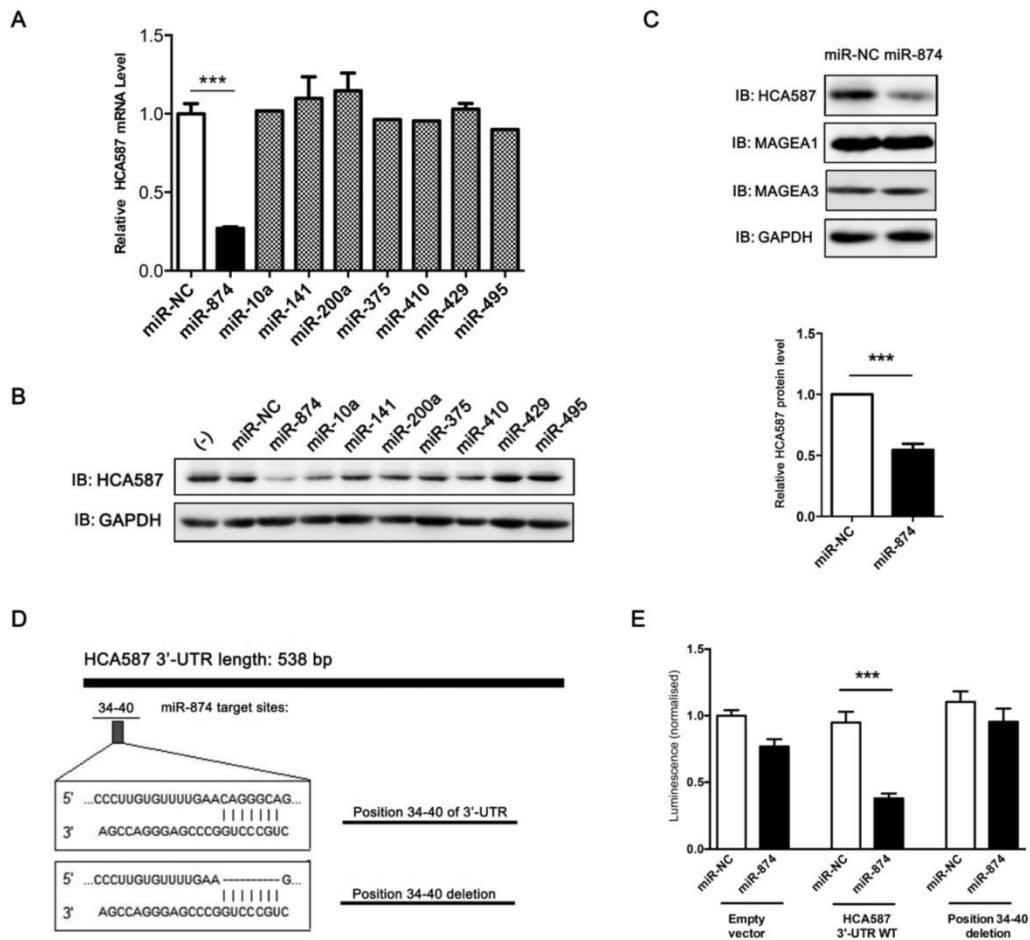 A
Relative HCA587 mRNA Level
1.5
1.0
0.5
0.0
***
miR-NC
miR-874
miR-10a
miR-141
miR-200a
miR-375
miR-410
miR-429
miR-495
B
(-)
miR-NC
miR-874
miR-10a
miR-141
miR-200a
miR-375
miR-410
miR-429
miR-495
IB: HCA587
IB: GAPDH
C
miR-NC miR-874
IB: HCA587
IB: MAGEA1
IB: MAGEA3
IB: GAPDH
Relative HCA587 protein level
1.5
1.0
0.5
0.0
***
miR-NC
miR-874
D
HCA587 3'-UTR length: 538 bp
34-40 miR-874 target sites:
5' ...CCCUUGUGUUUUGAACAGGGCAG...
3' AGCCAGGGAGCCCGGUCCCGUC
Position 34-40 of 3'-UTR
5' ...CCCUUGUGUUUUGAA ----------G...
3' AGCCAGGGAGCCCGGUCCCGUC
Position 34-40 deletion
E
Luminescence (normalised)
1.5
1.0
0.5
0.0
***
miR-NC
miR-874
miR-NC
miR-874
miR-NC
miR-874
Empty
vector
HCA587
3'-UTR WT
Position 34-40
deletion